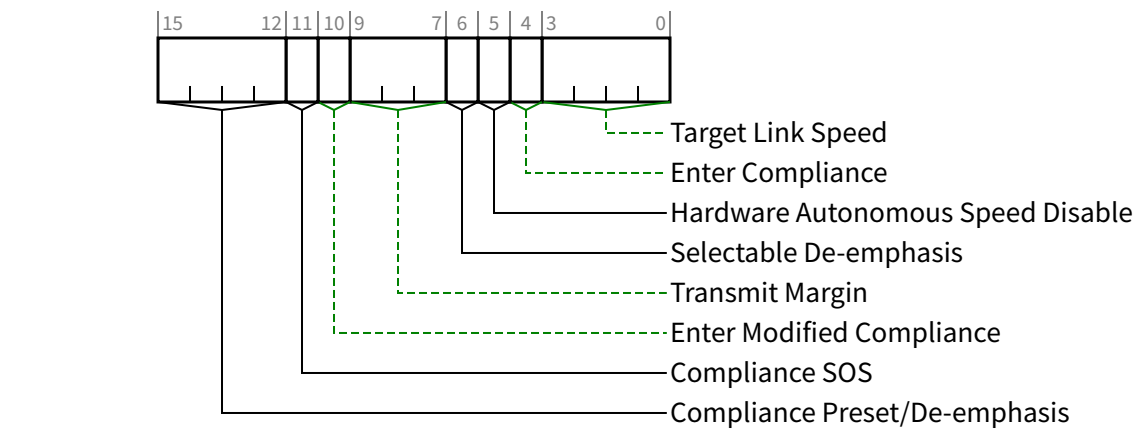 15 12 11 10 9 7 6 5 4 3 0
Target Link Speed
Enter Compliance
Hardware Autonomous Speed Disable
Selectable De-emphasis
Transmit Margin
Enter Modified Compliance
Compliance SOS
Compliance Preset/De-emphasis